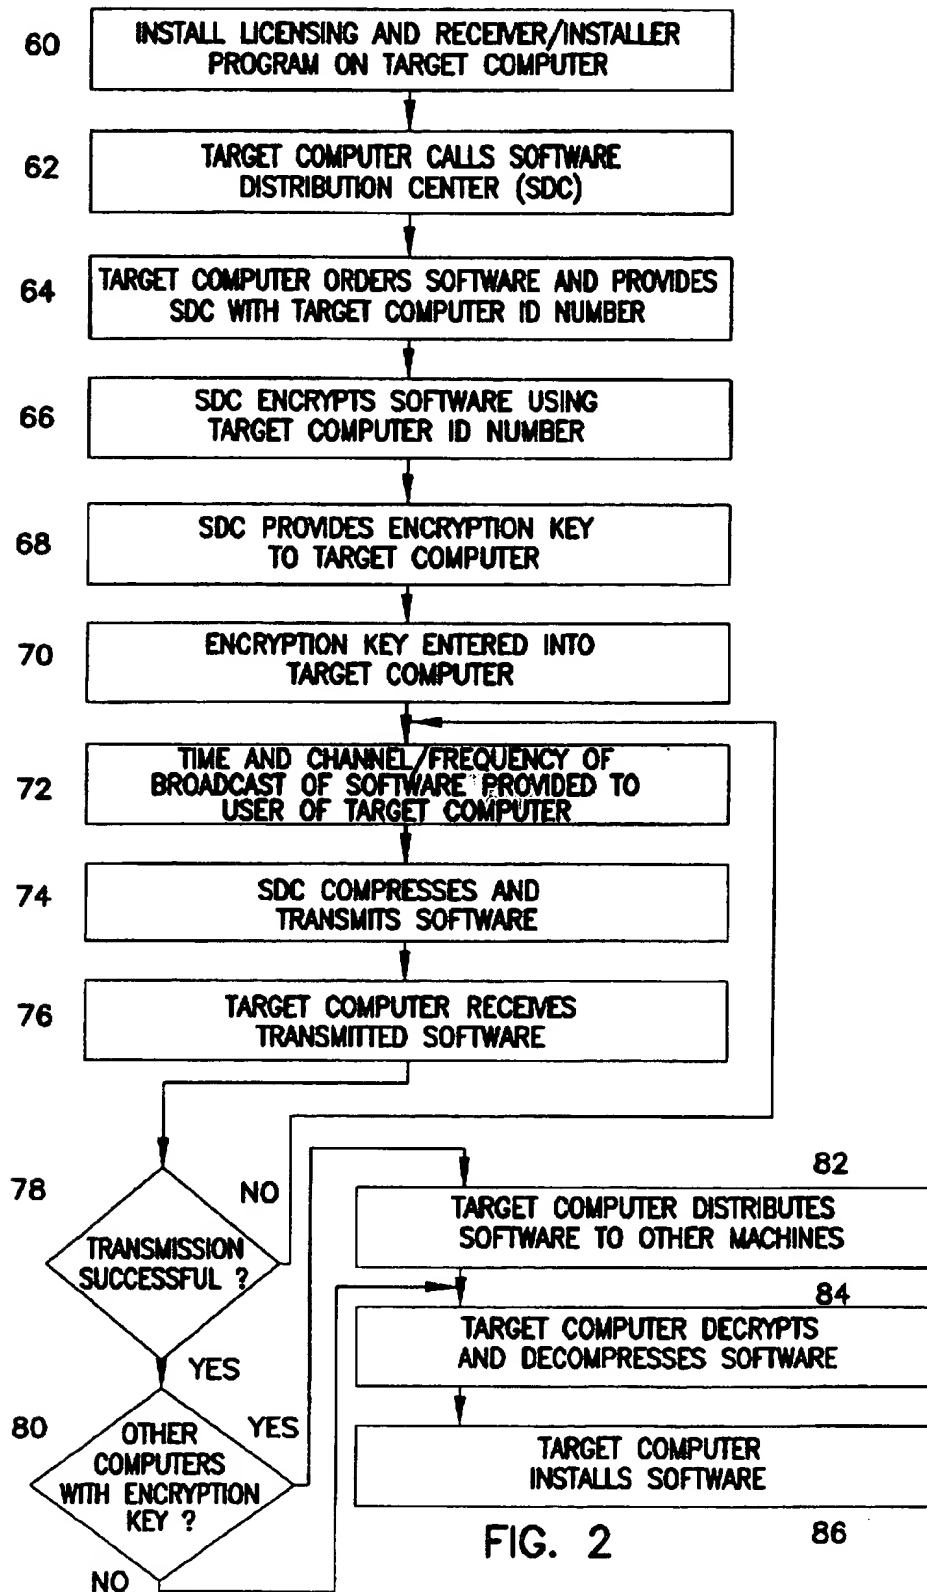 60
INSTALL LICENSING AND RECEIVER/INSTALLER
PROGRAM ON TARGET COMPUTER
62
TARGET COMPUTER CALLS SOFTWARE
DISTRIBUTION CENTER (SDC)
64
TARGET COMPUTER ORDERS SOFTWARE AND PROVIDES
SDC WITH TARGET COMPUTER ID NUMBER
66
SDC ENCRYPTS SOFTWARE USING
TARGET COMPUTER ID NUMBER
68
SDC PROVIDES ENCRYPTION KEY
TO TARGET COMPUTER
70
ENCRYPTION KEY ENTERED INTO
TARGET COMPUTER
72
TIME AND CHANNEL/FREQUENCY OF
BROADCAST OF SOFTWARE PROVIDED TO
USER OF TARGET COMPUTER
74
SDC COMPRESSES AND
TRANSMITS SOFTWARE
76
TARGET COMPUTER RECEIVES
TRANSMITTED SOFTWARE
78
NO
TRANSMISSION
SUCCESSFUL ?
YES
80
YES
OTHER
COMPUTERS
WITH ENCRYPTION
KEY ?
NO
82
TARGET COMPUTER DISTRIBUTES
SOFTWARE TO OTHER MACHINES
84
TARGET COMPUTER DECRYPTS
AND DECOMPRESSES SOFTWARE
TARGET COMPUTER
INSTALLS SOFTWARE
86
FIG. 2